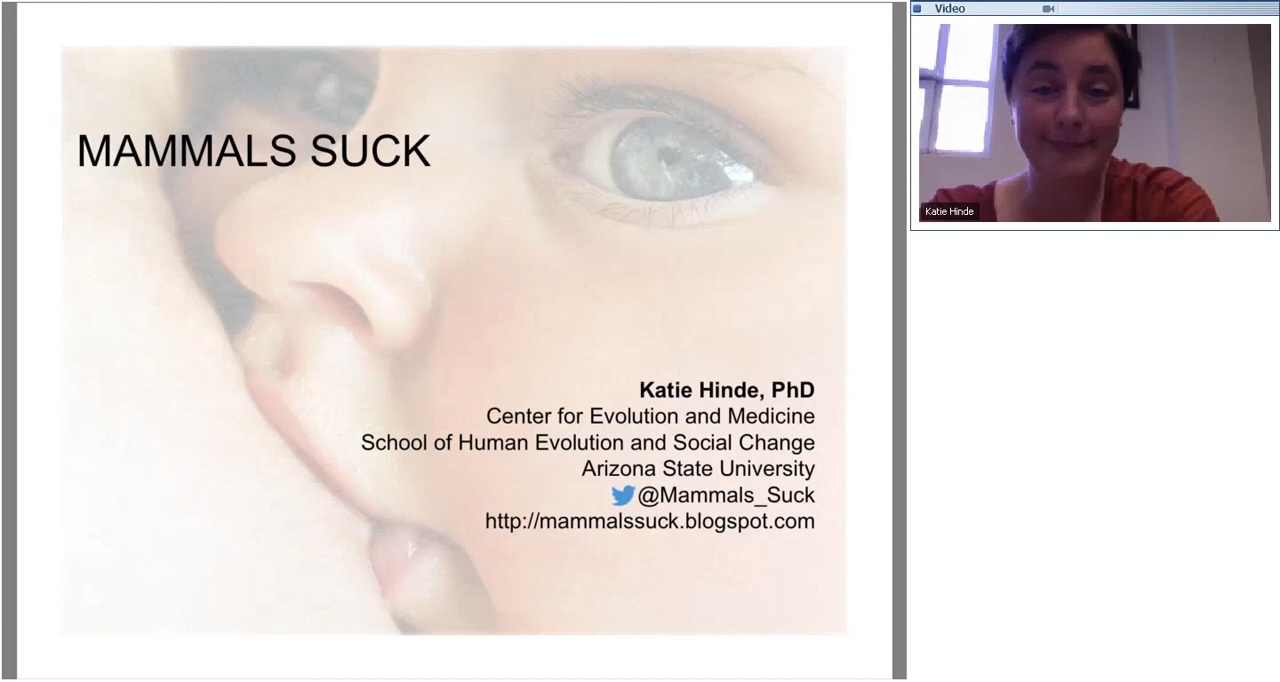 MAMMALS SUCK
Katie Hinde, PhD
Center for Evolution and Medicine
School of Human Evolution and Social Change
Arizona State University
@Mammals_Suck
http://mammalssuck.blogspot.com
Video
Katie Hinde